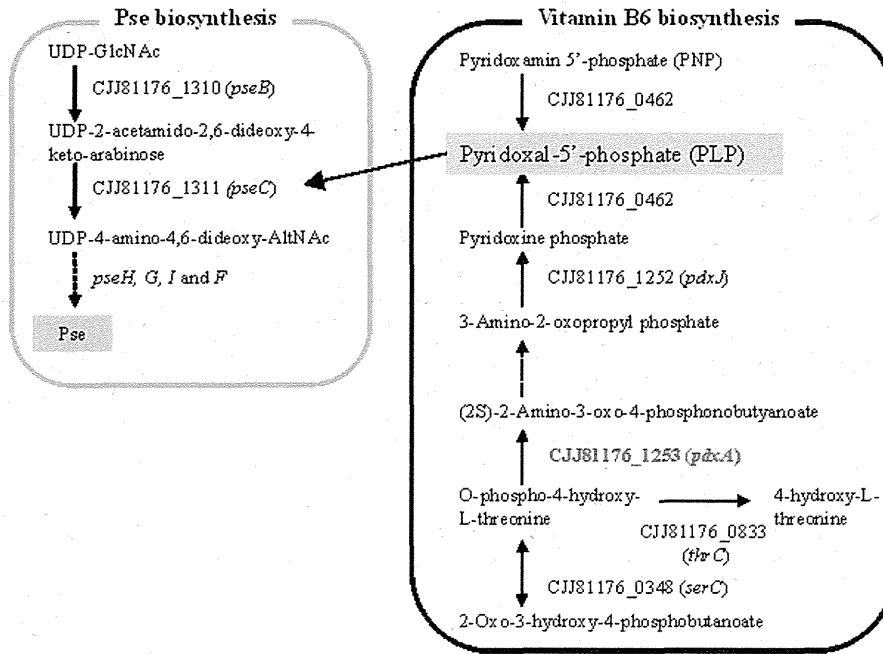 Pse biosynthesis
UDP-GlcNAc
CJJ81176_1310 (pseB)
UDP-2-acetamido-2,6-dideoxy-4-
keto-arabinose
CJJ81176_1311 (pseC)
UDP-4-amino-4,6-dideoxy-AltNAc
pseH, G, I and F
Pse
Vitamin B6 biosynthesis
Pyridoxamin 5’-phosphate (PNP)
CJJ81176_0462
Pyridoxal-5’-phosphate (PLP)
CJJ81176_0462
Pyridoxine phosphate
CJJ81176_1252 (pdxJ)
3-Amino-2-oxopropyl phosphate
(2S)-2-Amino-3-oxo-4-phosphonobutyanoate
CJJ81176_1253 (pdxA)
O-phospho-4-hydroxy-
L-threonine
4-hydroxy-L-
threonine
CJJ81176_0833
(thrC)
CJJ81176_0348 (serC)
2-Oxo-3-hydroxy-4-phosphobutanoate